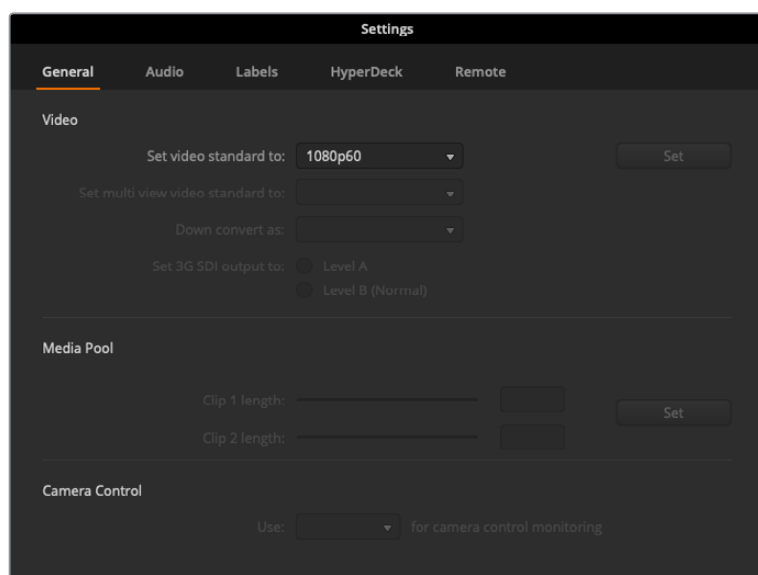 Settings
General Audio Labels HyperDeck Remote
Video
Set video standard to: 1080p60 Set
Set multi view video standard to:
Down convert as:
Set 3G SDI output to: Level A
Level B (Normal)
Media Pool
Clip 1 length:
Set
Clip 2 length:
Camera Control
Use: for camera control monitoring